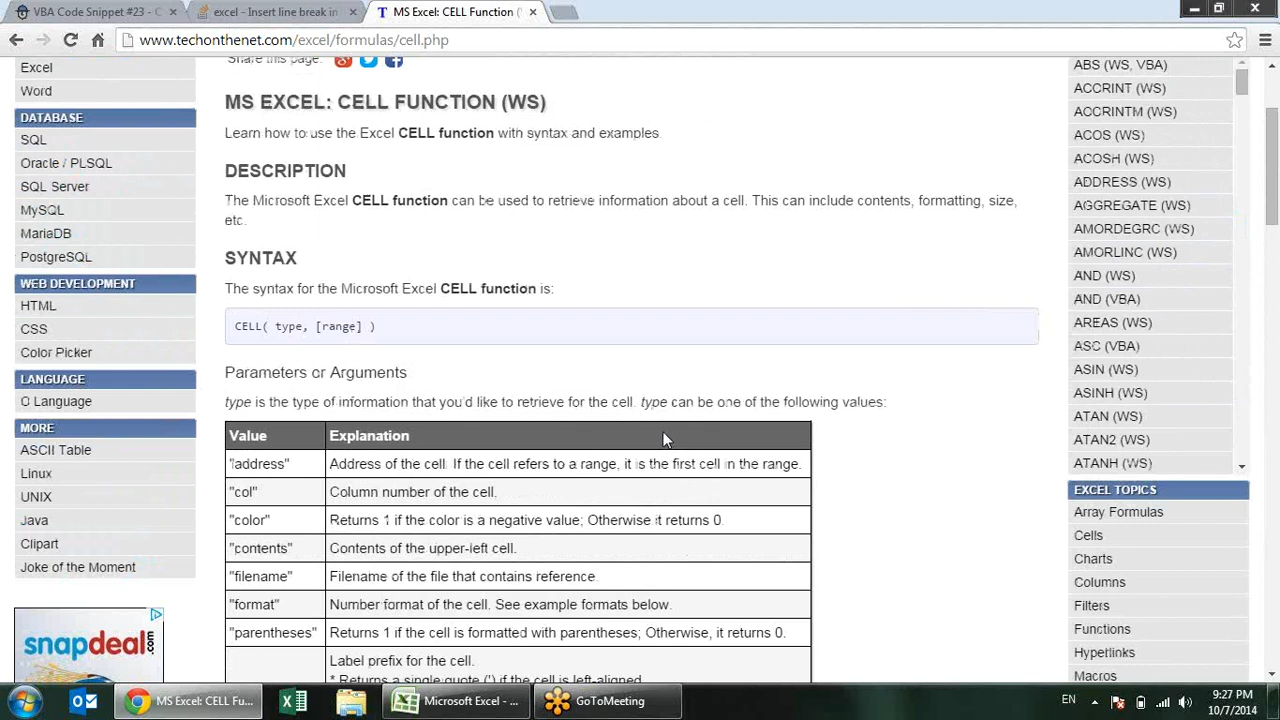 VBA Code Snippet #23 - C
excel - Insert line break in
T MS Excel: CELL Function (
www.techonthenet.com/excel/formulas/cell.php
Excel
Word
DATABASE
SQL
Oracle / PLSQL
SQL Server
MySQL
MariaDB
PostgreSQL
WEB DEVELOPMENT
HTML
CSS
Color Picker
LANGUAGE
C Language
MORE
ASCII Table
Linux
UNIX
Java
Clipart
Joke of the Moment
snapdeal.com
Share this page:
MS EXCEL: CELL FUNCTION (WS)
Learn how to use the Excel CELL function with syntax and examples.
DESCRIPTION
The Microsoft Excel CELL function can be used to retrieve information about a cell. This can include contents, formatting, size,
etc.
SYNTAX
The syntax for the Microsoft Excel CELL function is:
CELL( type, [range] )
Parameters or Arguments
type is the type of information that you'd like to retrieve for the cell. type can be one of the following values:
Value Explanation
"address" Address of the cell. If the cell refers to a range, it is the first cell in the range.
"col" Column number of the cell.
"color" Returns 1 if the color is a negative value; Otherwise it returns 0.
"contents" Contents of the upper-left cell.
"filename" Filename of the file that contains reference.
"format" Number format of the cell. See example formats below.
"parentheses" Returns 1 if the cell is formatted with parentheses; Otherwise, it returns 0.
Label prefix for the cell.
* Returns a single quote (') if the cell is left-aligned.
ABS (WS, VBA)
ACCRINT (WS)
ACCRINTM (WS)
ACOS (WS)
ACOSH (WS)
ADDRESS (WS)
AGGREGATE (WS)
AMORDEGRC (WS)
AMORLINC (WS)
AND (WS)
AND (VBA)
AREAS (WS)
ASC (VBA)
ASIN (WS)
ASINH (WS)
ATAN (WS)
ATAN2 (WS)
ATANH (WS)
EXCEL TOPICS
Array Formulas
Cells
Charts
Columns
Filters
Functions
Hyperlinks
Macros
MS Excel: CELL Fu...
Microsoft Excel - ...
GoToMeeting
EN
9:27 PM
10/7/2014